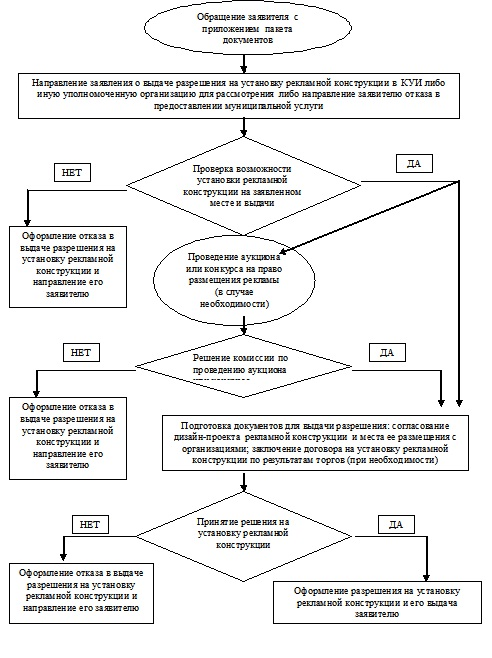 Обращение заявителя с
приложением пакета
документов
Направление заявления о выдаче разрешения на установку рекламной конструкции в КУИ либо
иную уполномоченную организацию для рассмотрения либо направление заявителю отказа в
предоставлении муниципальной услуги
НЕТ
ДА
Проверка возможности
установки рекламной
конструкции на заявленном
месте и выдачи
Оформление отказа в
выдаче разрешения на
установку рекламной
конструкции и
направление его
заявителю
Проведение аукциона
или конкурса на право
размещения рекламы
(в случае
необходимости)
НЕТ
ДА
Решение комиссии по
проведению аукциона
Оформление отказа в
выдаче разрешения на
установку рекламной
конструкции и
направление его
заявителю
Подготовка документов для выдачи разрешения: согласование
дизайн-проекта рекламной конструкции и места ее размещения с
организациями; заключение договора на установку рекламной
конструкции по результатам торгов (при необходимости)
НЕТ
ДА
Принятие решения на
установку рекламной
конструкции
Оформление отказа в выдаче
разрешения на установку
рекламной конструкции и
направление его заявителю
Оформление разрешения на установку
рекламной конструкции и его выдача
заявителю